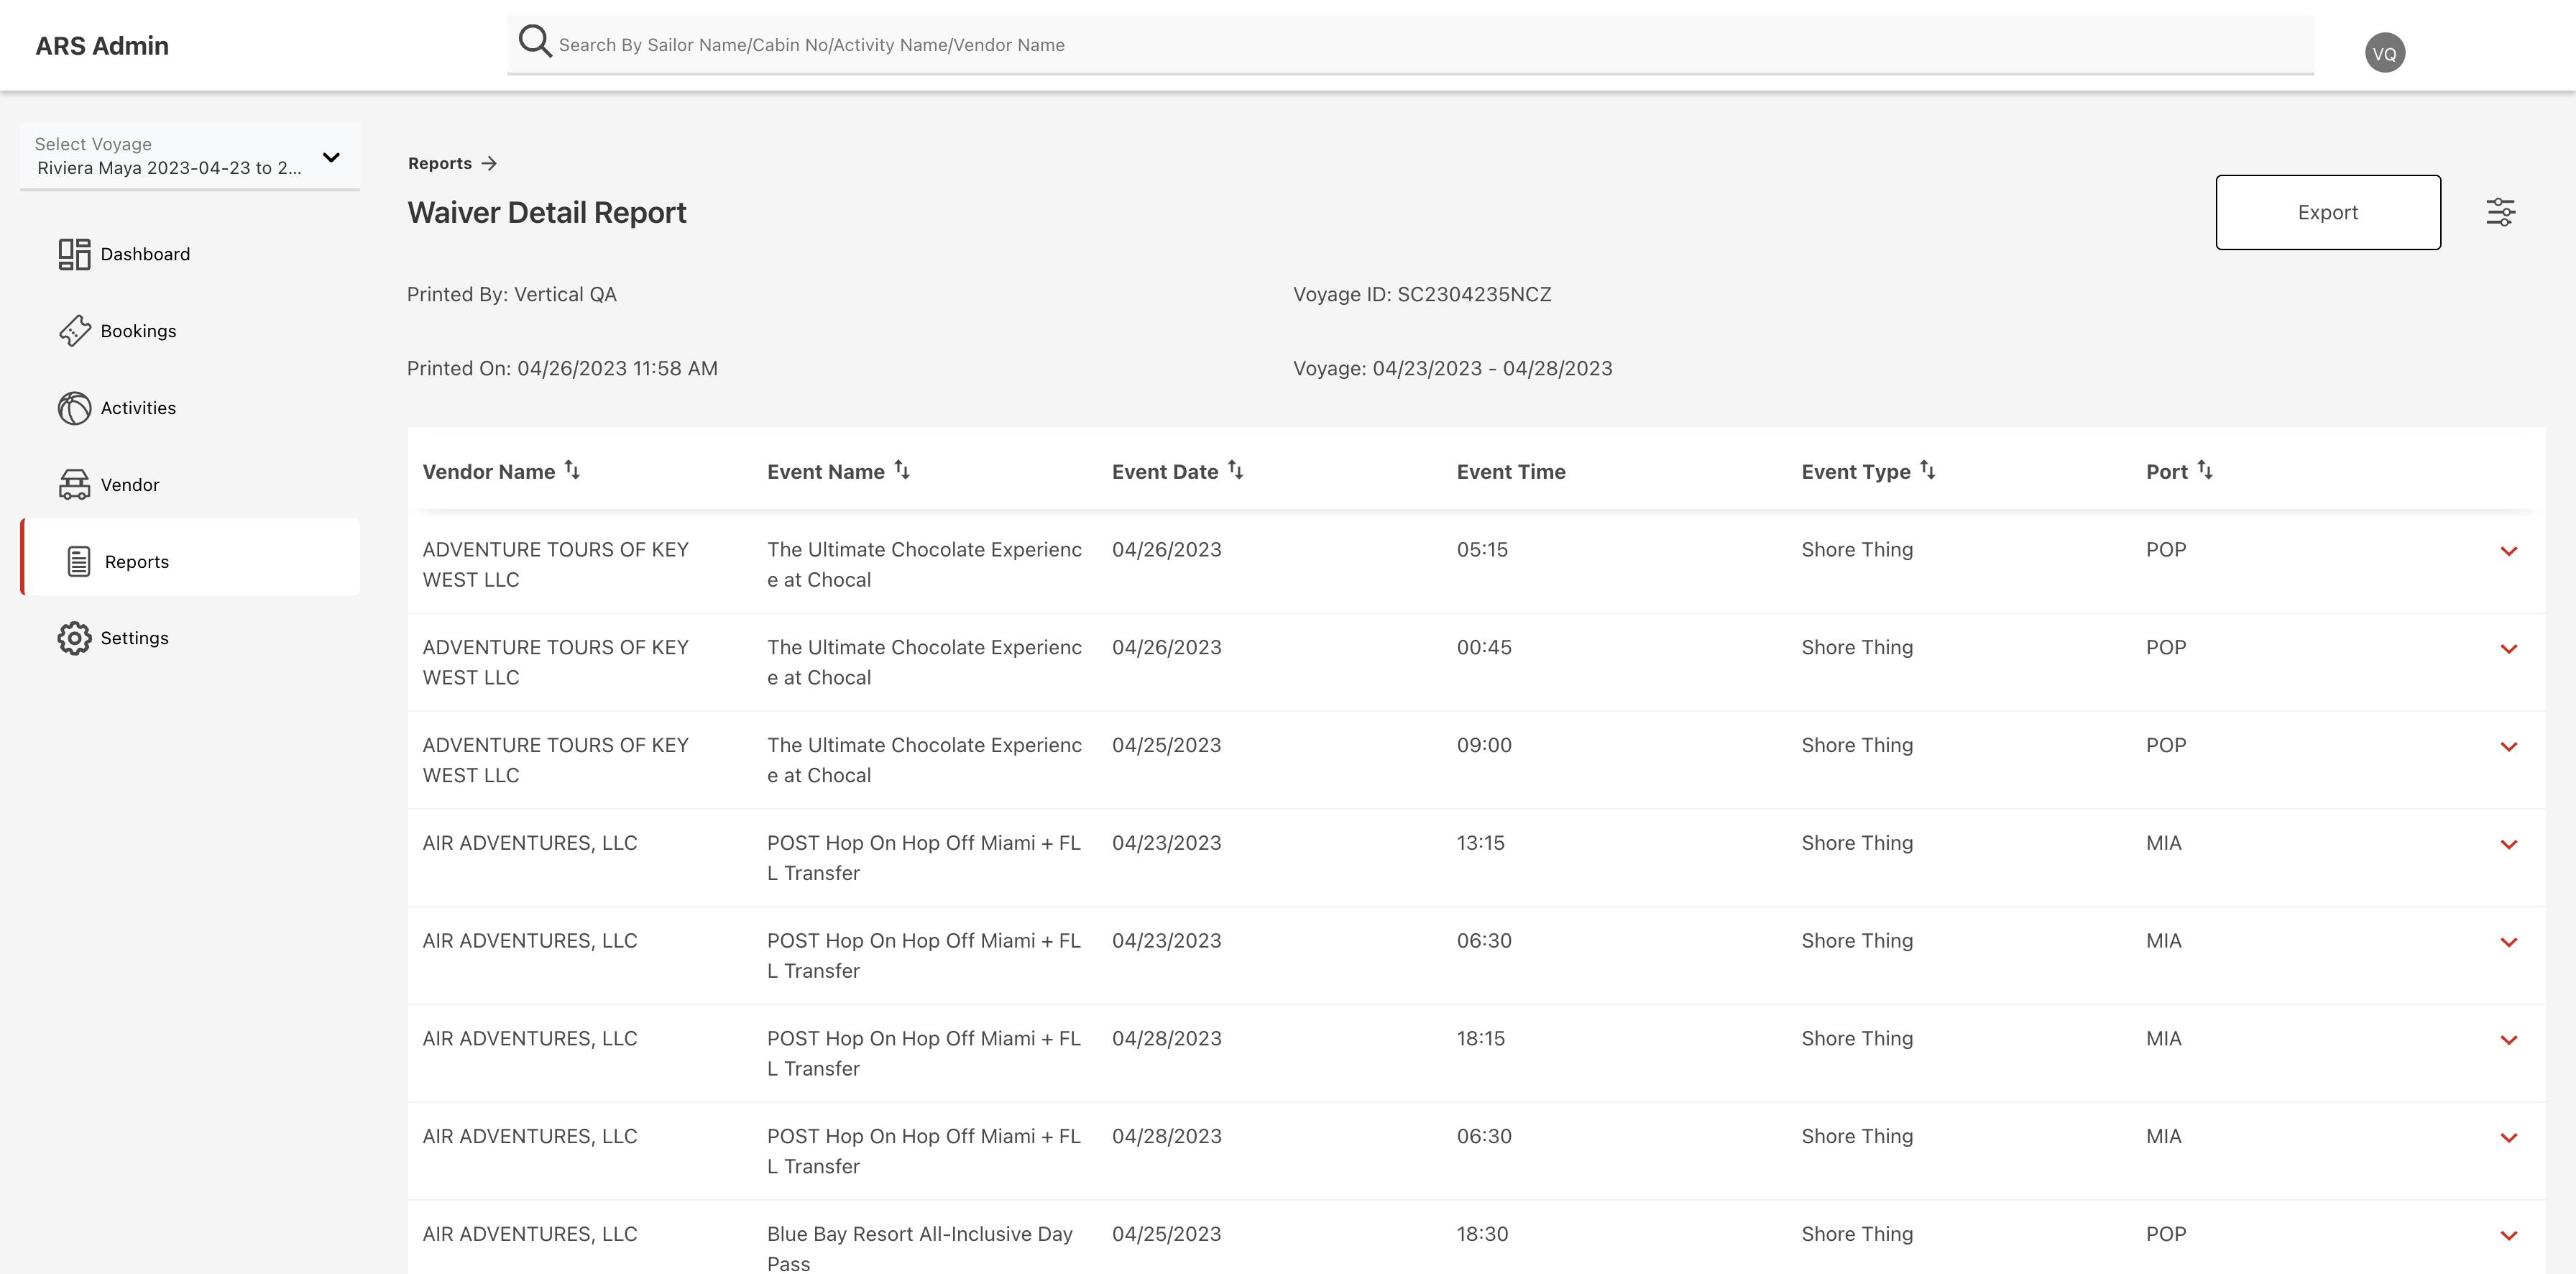 ARS Admin
Search By Sailor Name/Cabin No/Activity Name/Vendor Name
VQ
Select Voyage
Riviera Maya 2023-04-23 to 2...
Dashboard
Bookings
Activities
Vendor
Reports
Settings
Reports
Waiver Detail Report
Export
Printed By: Vertical QA
Voyage ID: SC2304235NCZ
Printed On: 04/26/2023 11:58 AM
Voyage: 04/23/2023 - 04/28/2023
Vendor Name Event Name Event Date Event Time Event Type Port
ADVENTURE TOURS OF KEY The Ultimate Chocolate Experienc 04/26/2023 05:15 Shore Thing POP
WEST LLC e at Chocal
ADVENTURE TOURS OF KEY The Ultimate Chocolate Experienc 04/26/2023 00:45 Shore Thing POP
WEST LLC e at Chocal
ADVENTURE TOURS OF KEY The Ultimate Chocolate Experienc 04/25/2023 09:00 Shore Thing POP
WEST LLC e at Chocal
AIR ADVENTURES, LLC POST Hop On Hop Off Miami + FL 04/23/2023 13:15 Shore Thing MIA
L Transfer
AIR ADVENTURES, LLC POST Hop On Hop Off Miami + FL 04/23/2023 06:30 Shore Thing MIA
L Transfer
AIR ADVENTURES, LLC POST Hop On Hop Off Miami + FL 04/28/2023 18:15 Shore Thing MIA
L Transfer
AIR ADVENTURES, LLC POST Hop On Hop Off Miami + FL 04/28/2023 06:30 Shore Thing MIA
L Transfer
AIR ADVENTURES, LLC Blue Bay Resort All-Inclusive Day 04/25/2023 18:30 Shore Thing POP
Pass